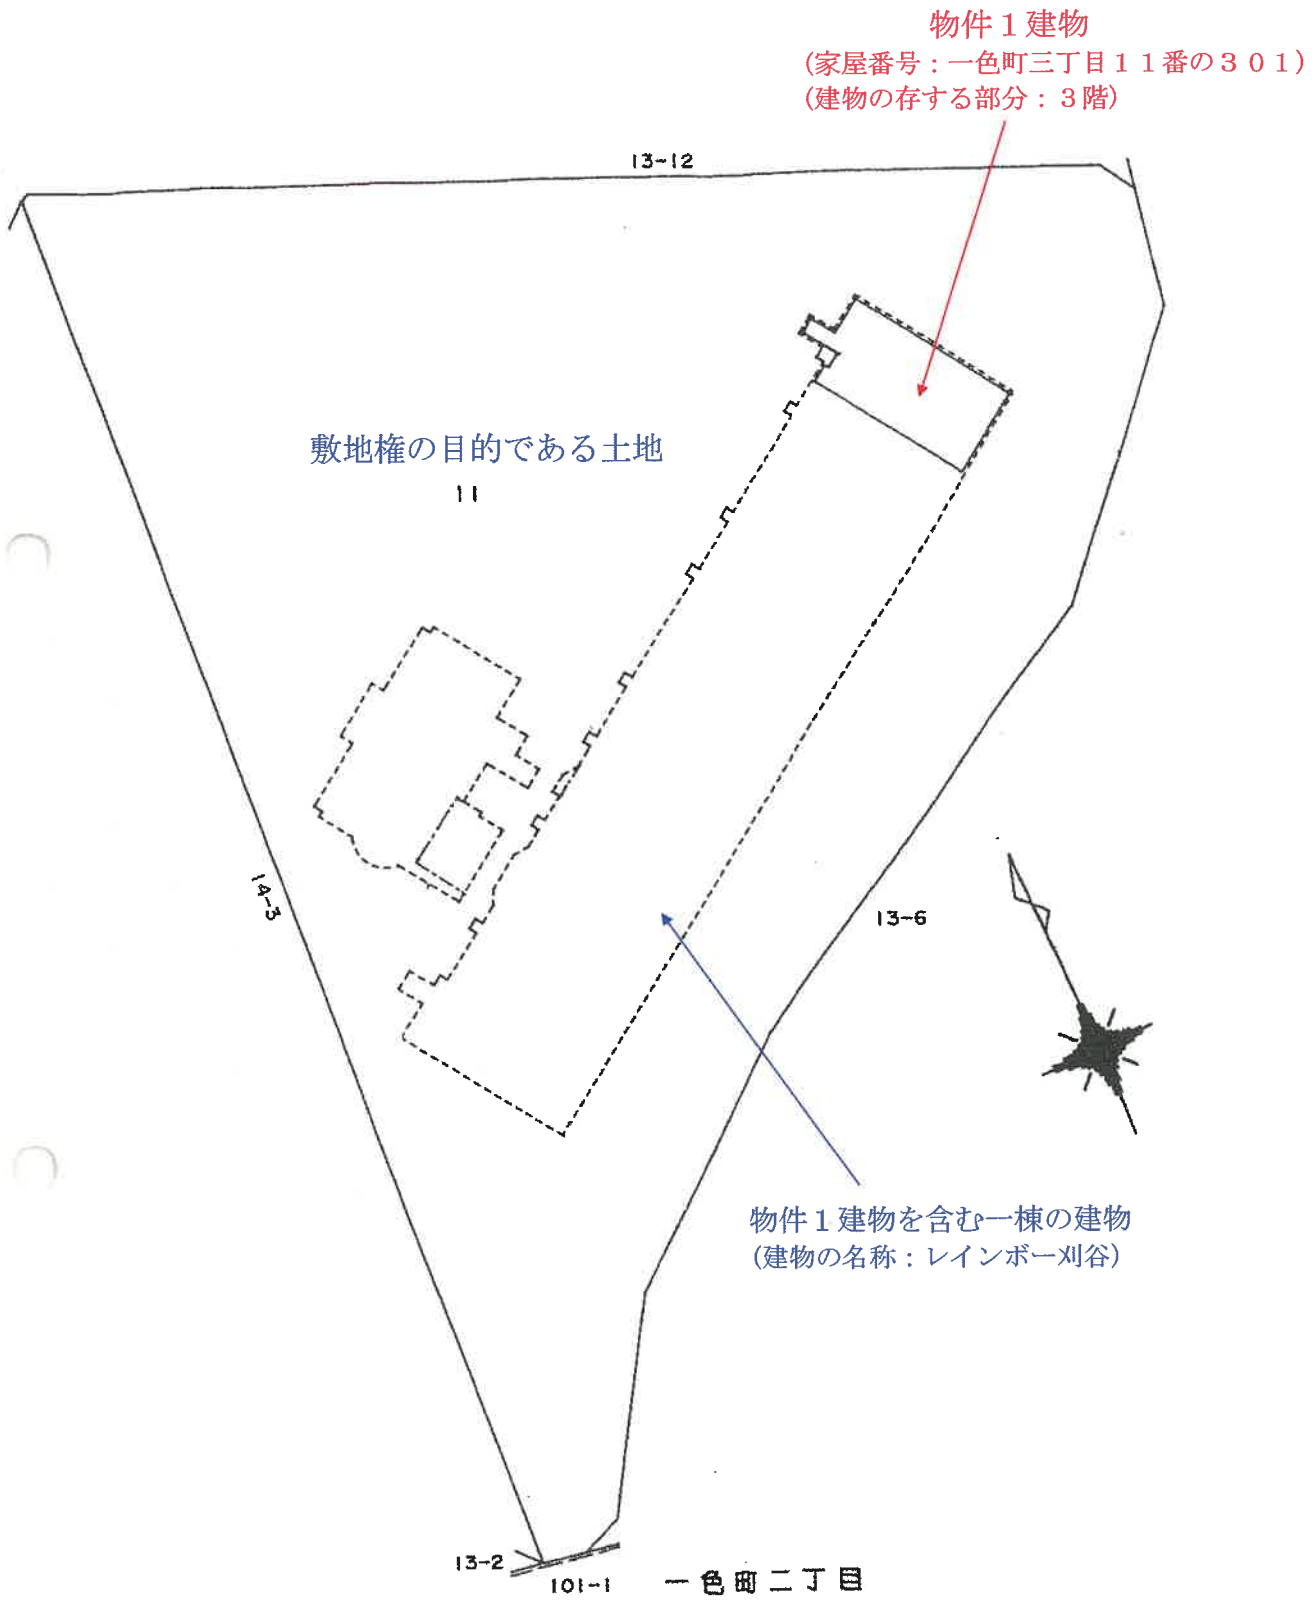 物件１建物
（家屋番号：一色町三丁目１１番の３０１）
（建物の存する部分：３階）
13-12
敷地権の目的である土地
11
14-3
13-6
物件１建物を含む一棟の建物
（建物の名称：レインボー刈谷）
13-2
101-1 一色町二丁目